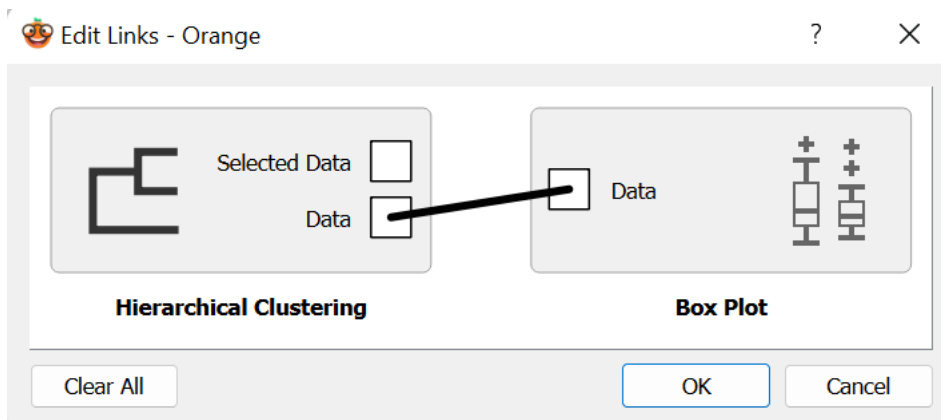 Edit Links - Orange
?
Selected Data
Data
Data
Hierarchical Clustering
Box Plot
Clear All
OK
Cancel